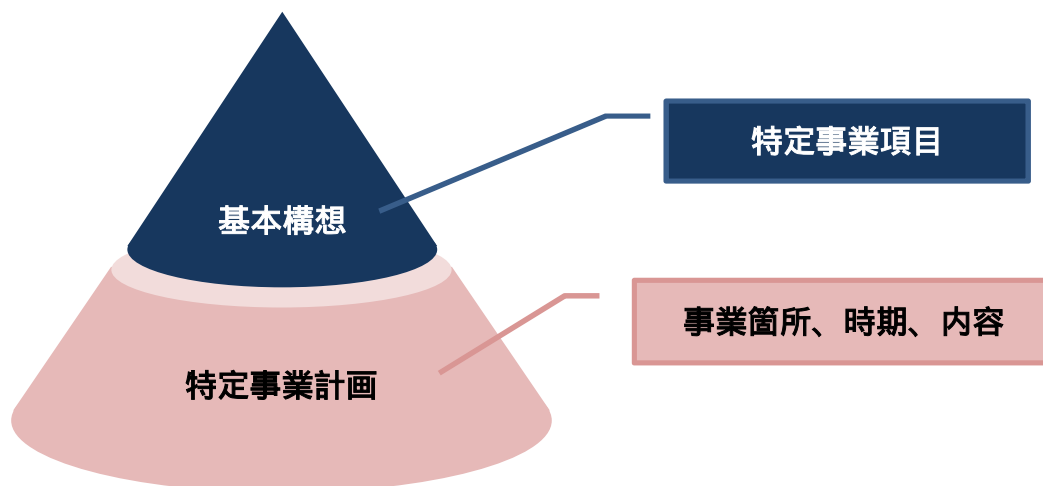 特定事業項目
基本構想
事業箇所、時期、内容
特定事業計画